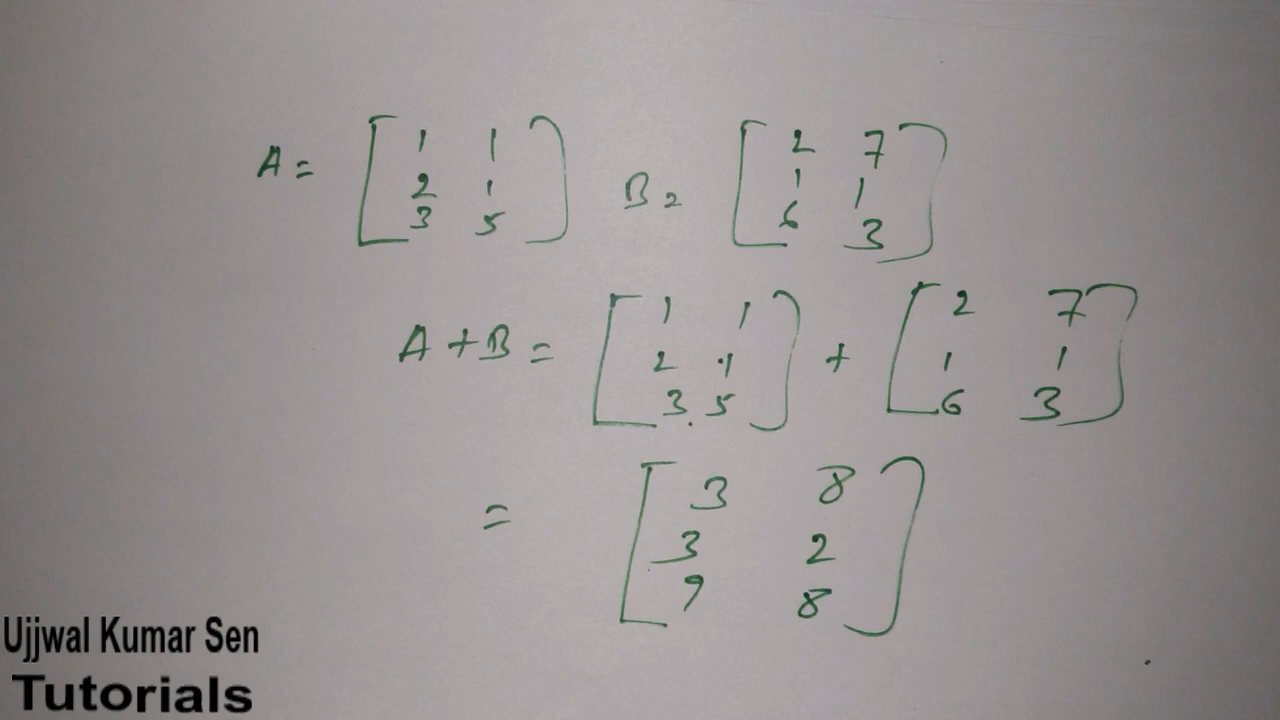 A = [ 1 1 ] B = [ 2 7 ]
[ 2 1 ] [ 1 1 ]
[ 3 5 ] [ 6 3 ]
A + B = [ 1 1 ] + [ 2 7 ]
[ 2 1 ] [ 1 1 ]
[ 3 5 ] [ 6 3 ]
= [ 3 8 ]
[ 3 2 ]
[ 9 8 ]
Ujjwal Kumar Sen
Tutorials